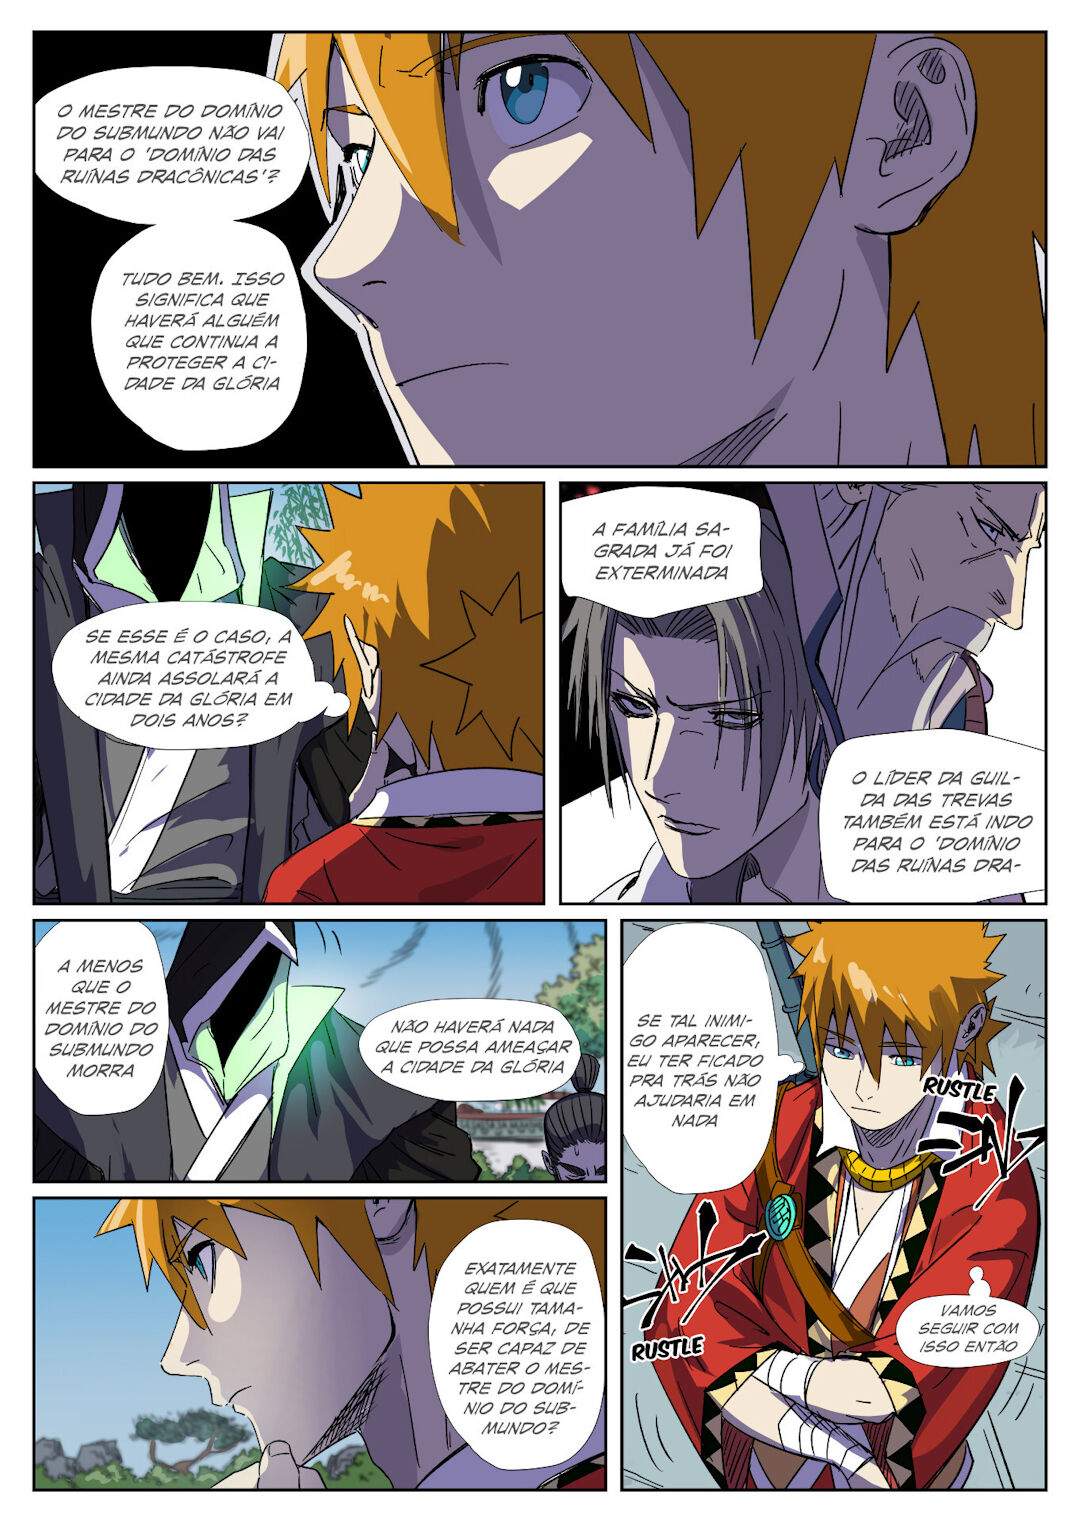 O MESTRE DO DOMÍNIO
DO SUBMUNDO NÃO VAI
PARA O 'DOMÍNIO DAS
RUÍNAS DRACÔNICAS'?
TUDO BEM. ISSO
SIGNIFICA QUE
HAVERÁ ALGUÉM
QUE CONTINUA A
PROTEGER A CI-
DADE DA GLÓRIA
SE ESSE É O CASO, A
MESMA CATÁSTROFE
AINDA ASSOLARÁ A
CIDADE DA GLÓRIA EM
DOIS ANOS?
A FAMÍLIA SA-
GRADA JÁ FOI
EXTERMINADA
O LÍDER DA GUIL-
DA DAS TREVAS
TAMBÉM ESTÁ INDO
PARA O 'DOMÍNIO
DAS RUÍNAS DRA-
A MENOS
QUE O
MESTRE DO
DOMÍNIO DO
SUBMUNDO
MORRA
NÃO HAVERÁ NADA
QUE POSSA AMEAÇAR
A CIDADE DA GLÓRIA
EXATAMENTE
QUEM É QUE
POSSUI TAMA-
NHA FORÇA, DE
SER CAPAZ DE
ABATER O MES-
TRE DO DOMÍ-
NIO DO SUB-
MUNDO?
SE TAL INIMI-
GO APARECER,
EU TER FICADO
PRA TRÁS NÃO
AJUDARIA EM
NADA
RUSTLE
RUSTLE
VAMOS
SEGUIR COM
ISSO ENTÃO